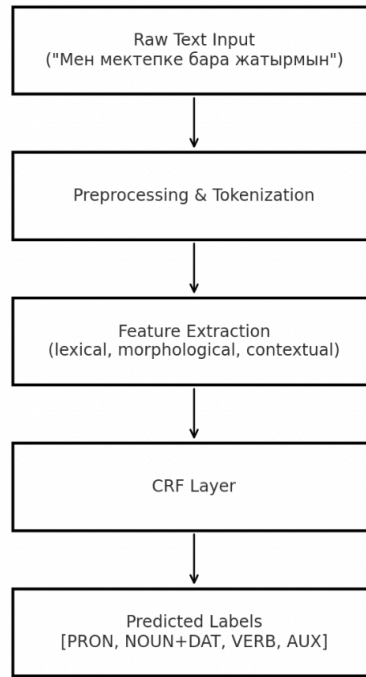 Raw Text Input
("Мен мектепке бара жатырмын")
Preprocessing & Tokenization
Feature Extraction
(lexical, morphological, contextual)
CRF Layer
Predicted Labels
[PRON, NOUN+DAT, VERB, AUX]